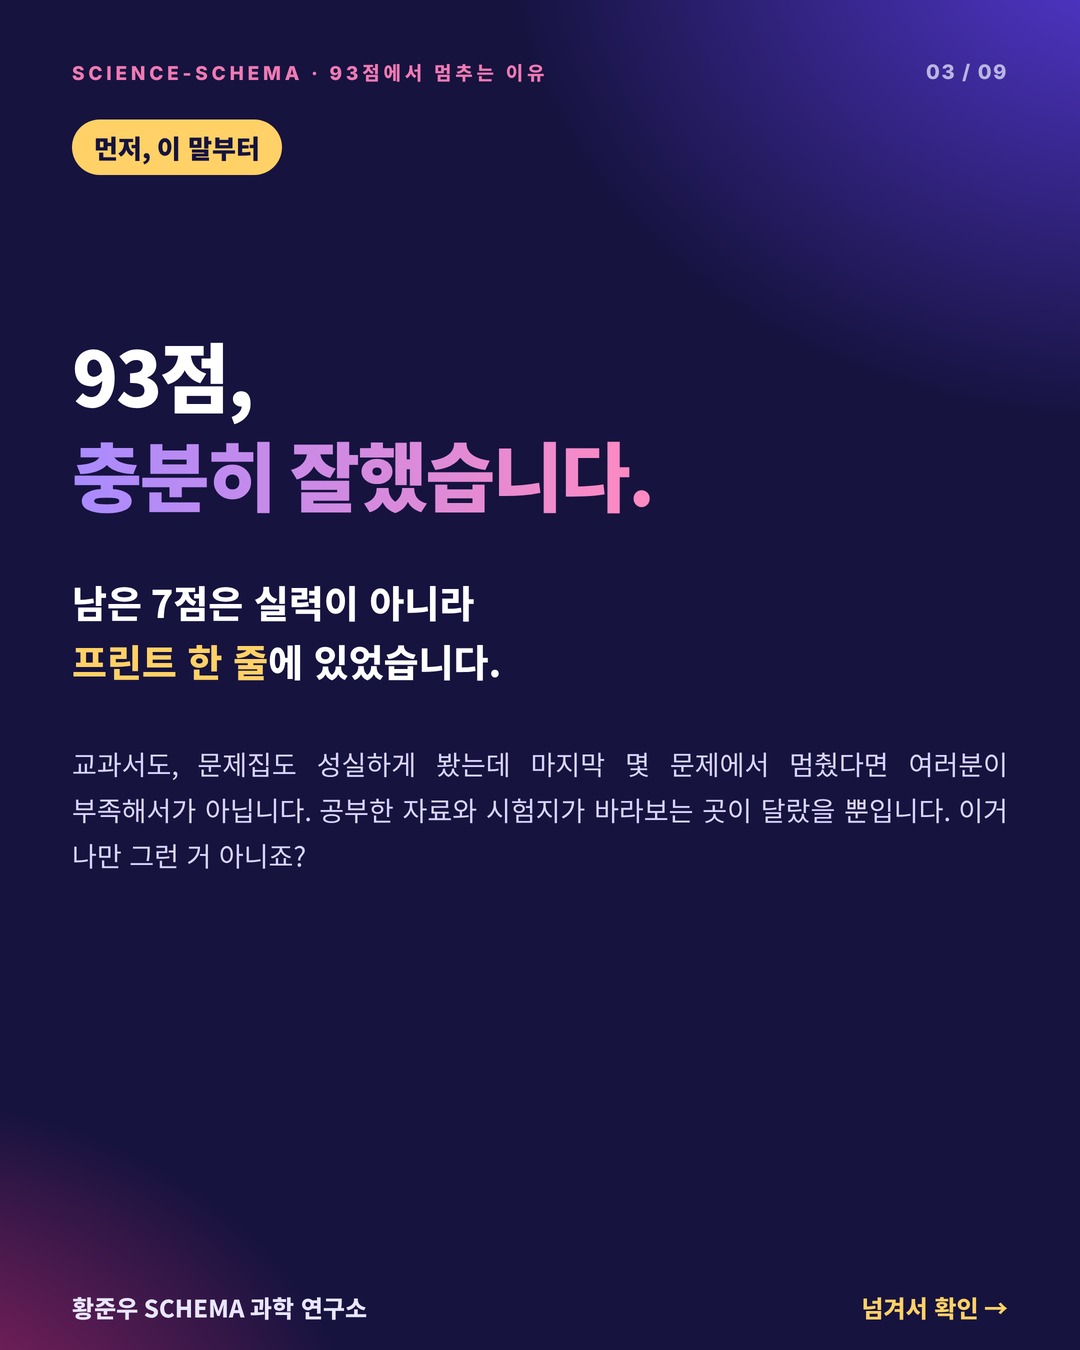 SCIENCE-SCHEMA · 93점에서 멈추는 이유
03 / 09
먼저, 이 말부터
93점,
충분히 잘했습니다.
남은 7점은 실력이 아니라
프린트 한 줄에 있었습니다.
교과서도, 문제집도 성실하게 봤는데 마지막 몇 문제에서 멈췄다면 여러분이
부족해서가 아닙니다. 공부한 자료와 시험지가 바라보는 곳이 달랐을 뿐입니다. 이거
나만 그런 거 아니죠?
황준우 SCHEMA 과학 연구소
넘겨서 확인 →